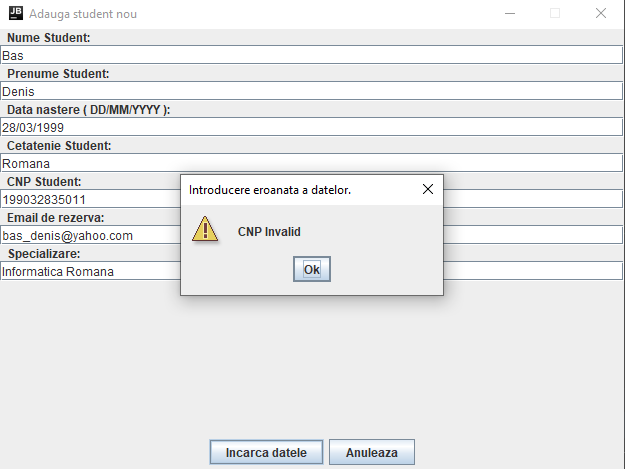 JB Adauga student nou
Nume Student:
Bas
Prenume Student:
Denis
Data nastere ( DD/MM/YYYY ):
28/03/1999
Cetatenie Student:
Romana
CNP Student:
199032835011
Email de rezerva:
bas_denis@yahoo.com
Specializare:
Informatica Romana
Introducere eroanata a datelor.
CNP Invalid
Ok
Incarca datele Anuleaza